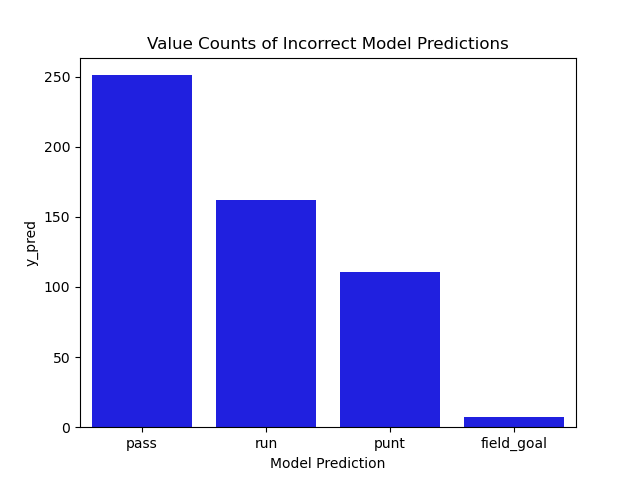 Value Counts of Incorrect Model Predictions
250
200
150
100
50
0
y_pred
pass run punt field_goal
Model Prediction